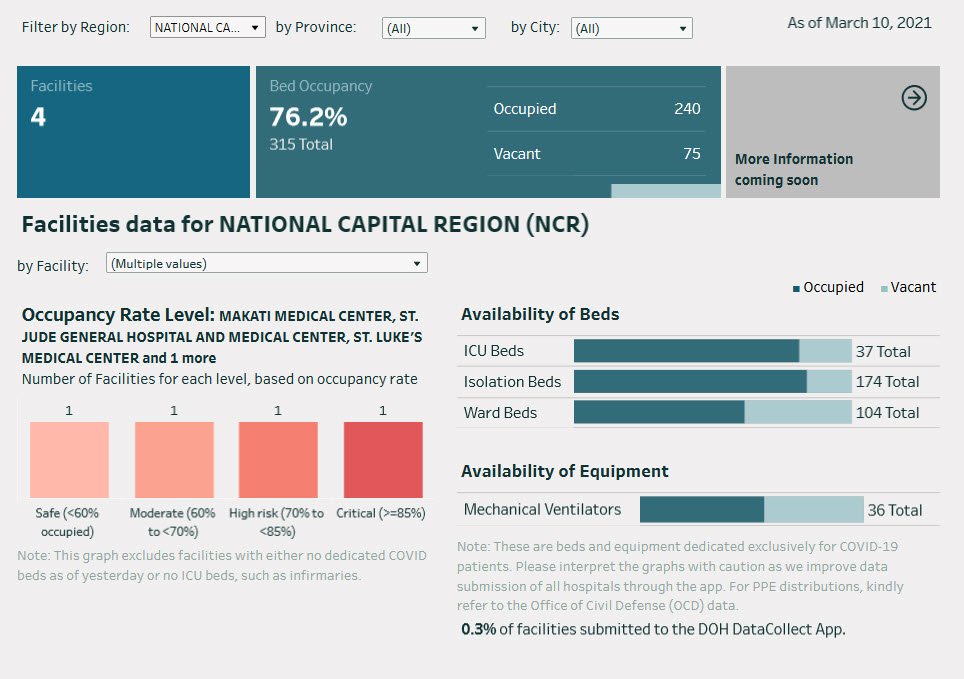 Filter by Region: NATIONAL CA... by Province: (All) by City: (All) As of March 10, 2021
Facilities
4
Bed Occupancy
76.2%
315 Total
Occupied 240
Vacant 75
More Information
coming soon
Facilities data for NATIONAL CAPITAL REGION (NCR)
by Facility: (Multiple values)
Occupancy Rate Level: MAKATI MEDICAL CENTER, ST.
JUDE GENERAL HOSPITAL AND MEDICAL CENTER, ST. LUKE'S
MEDICAL CENTER and 1 more
Number of Facilities for each level, based on occupancy rate
1 1 1 1
Safe (<60% Moderate (60% High risk (70% to Critical (>=85%)
occupied) to <70%) <85%)
Note: This graph excludes facilities with either no dedicated COVID
beds as of yesterday or no ICU beds, such as infirmaries.
Occupied Vacant
Availability of Beds
ICU Beds 37 Total
Isolation Beds 174 Total
Ward Beds 104 Total
Availability of Equipment
Mechanical Ventilators 36 Total
Note: These are beds and equipment dedicated exclusively for COVID-19
patients. Please interpret the graphs with caution as we improve data
submission of all hospitals through the app. For PPE distributions, kindly
refer to the Office of Civil Defense (OCD) data.
0.3% of facilities submitted to the DOH DataCollect App.